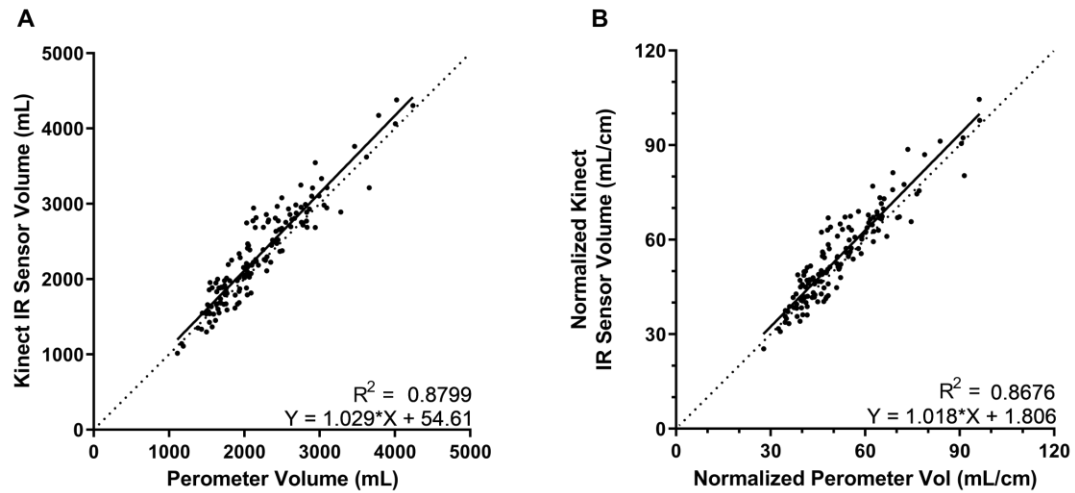 A
Kinect IR Sensor Volume (mL)
5000
4000
3000
2000
1000
0
R² = 0.8799
Y = 1.029*X + 54.61
0 1000 2000 3000 4000 5000
Perometer Volume (mL)
B
Normalized Kinect
IR Sensor Volume (mL/cm)
120
90
60
30
0
R² = 0.8676
Y = 1.018*X + 1.806
0 30 60 90 120
Normalized Perometer Vol (mL/cm)